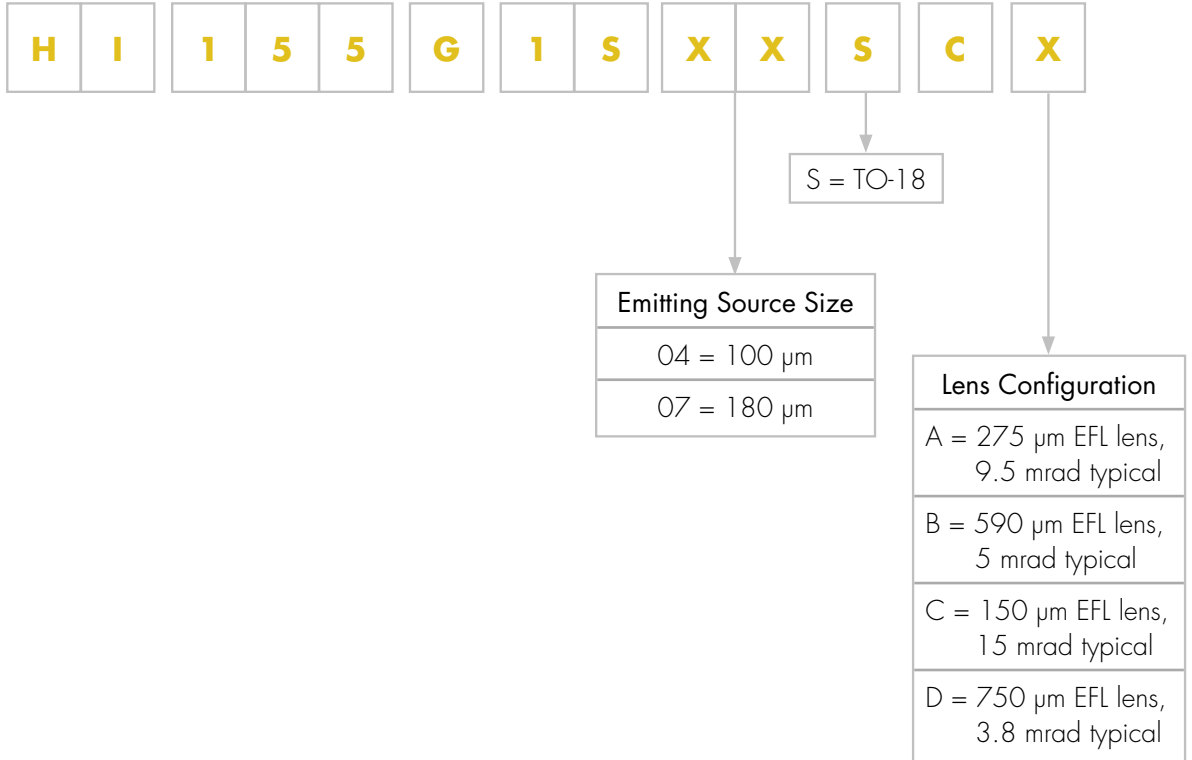 H I 1 5 5 G 1 S X X S C X
S = TO-18
Emitting Source Size
04 = 100 µm
07 = 180 µm
Lens Configuration
A = 275 µm EFL lens,
9.5 mrad typical
B = 590 µm EFL lens,
5 mrad typical
C = 150 µm EFL lens,
15 mrad typical
D = 750 µm EFL lens,
3.8 mrad typical